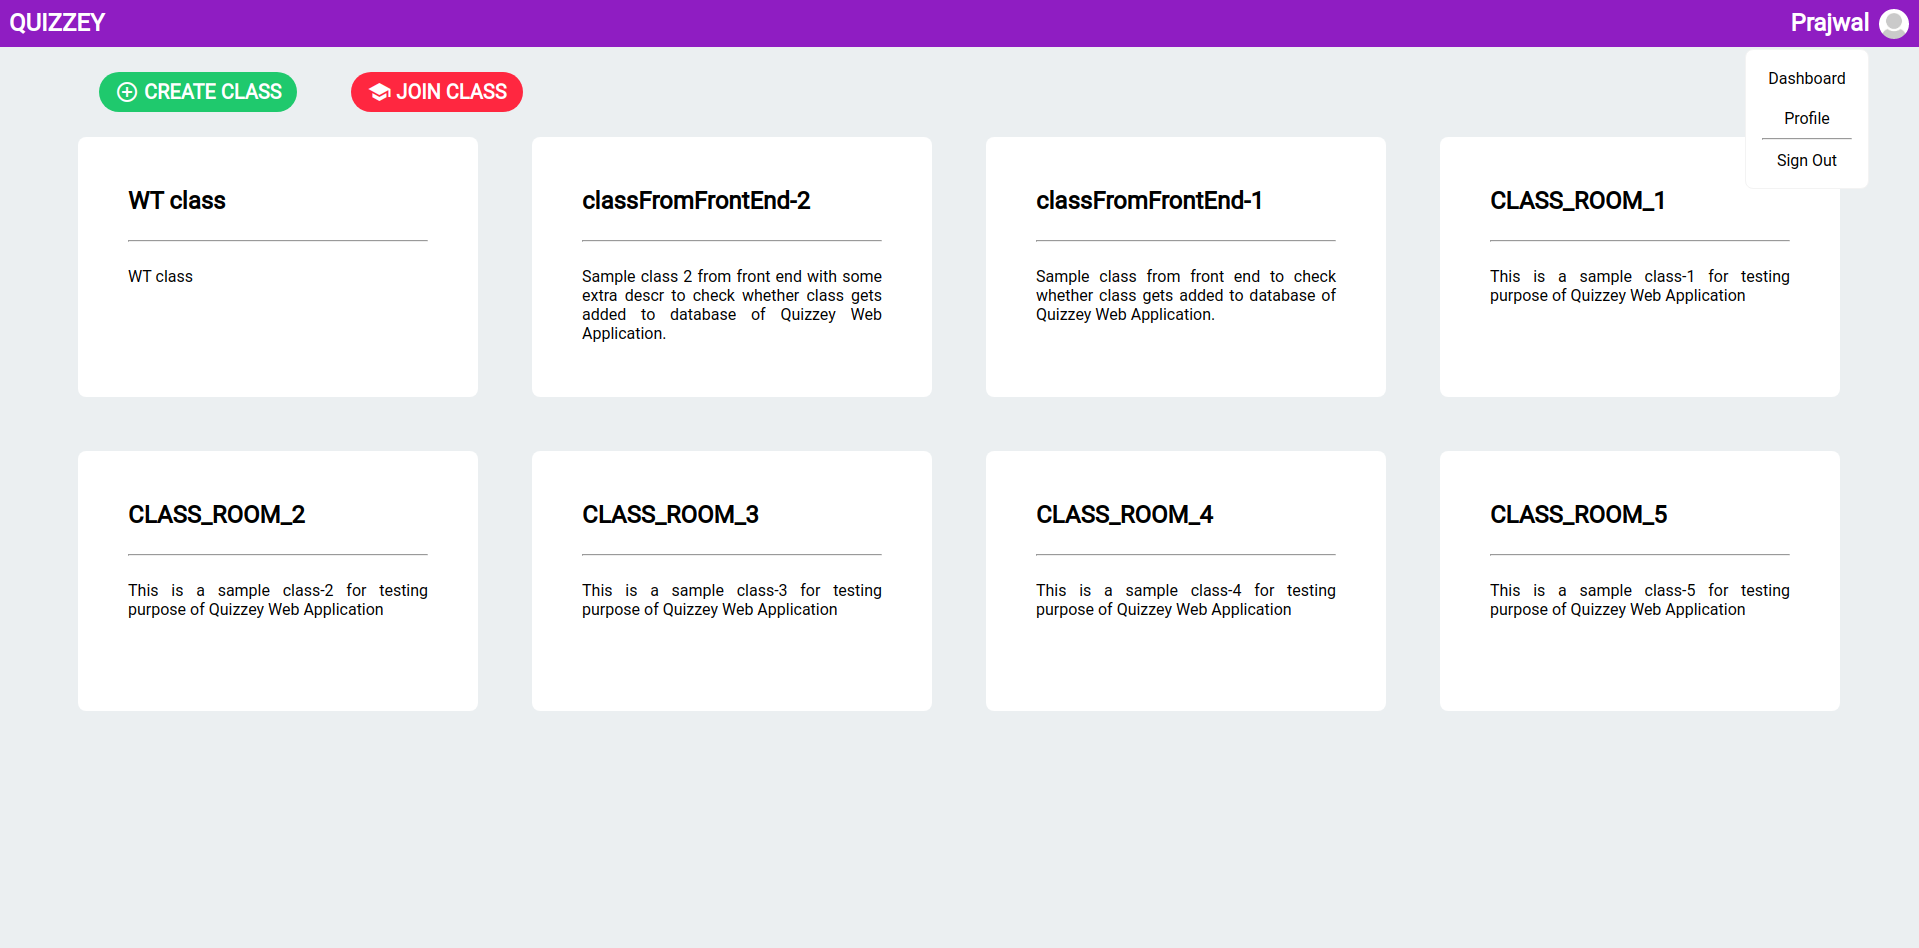 QUIZZEY
Prajwal
Dashboard
Profile
Sign Out
CREATE CLASS
JOIN CLASS
WT class
WT class
classFromFrontEnd-2
Sample class 2 from front end with some
extra descr to check whether class gets
added to database of Quizzey Web
Application.
classFromFrontEnd-1
Sample class from front end to check
whether class gets added to database of
Quizzey Web Application.
CLASS_ROOM_1
This is a sample class-1 for testing
purpose of Quizzey Web Application
CLASS_ROOM_2
This is a sample class-2 for testing
purpose of Quizzey Web Application
CLASS_ROOM_3
This is a sample class-3 for testing
purpose of Quizzey Web Application
CLASS_ROOM_4
This is a sample class-4 for testing
purpose of Quizzey Web Application
CLASS_ROOM_5
This is a sample class-5 for testing
purpose of Quizzey Web Application